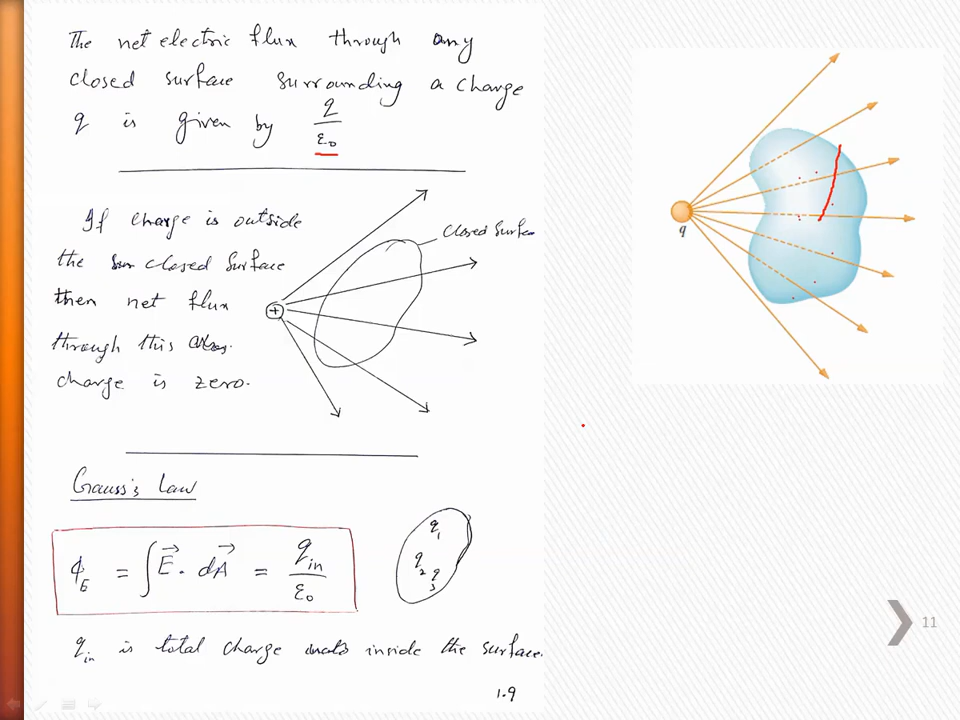 The net electric flux through any
closed surface surrounding a charge
q is given by q/ε₀
If charge is outside
the closed surface
then net flux
through this
charge is zero.
closed Surface
+
q
Gauss's Law
Φ_E = ∫ E⃗ · dA⃗ = q_in/ε₀
q₁
q₂ q₃
q_in is total charge inside the surface.
1.9
11